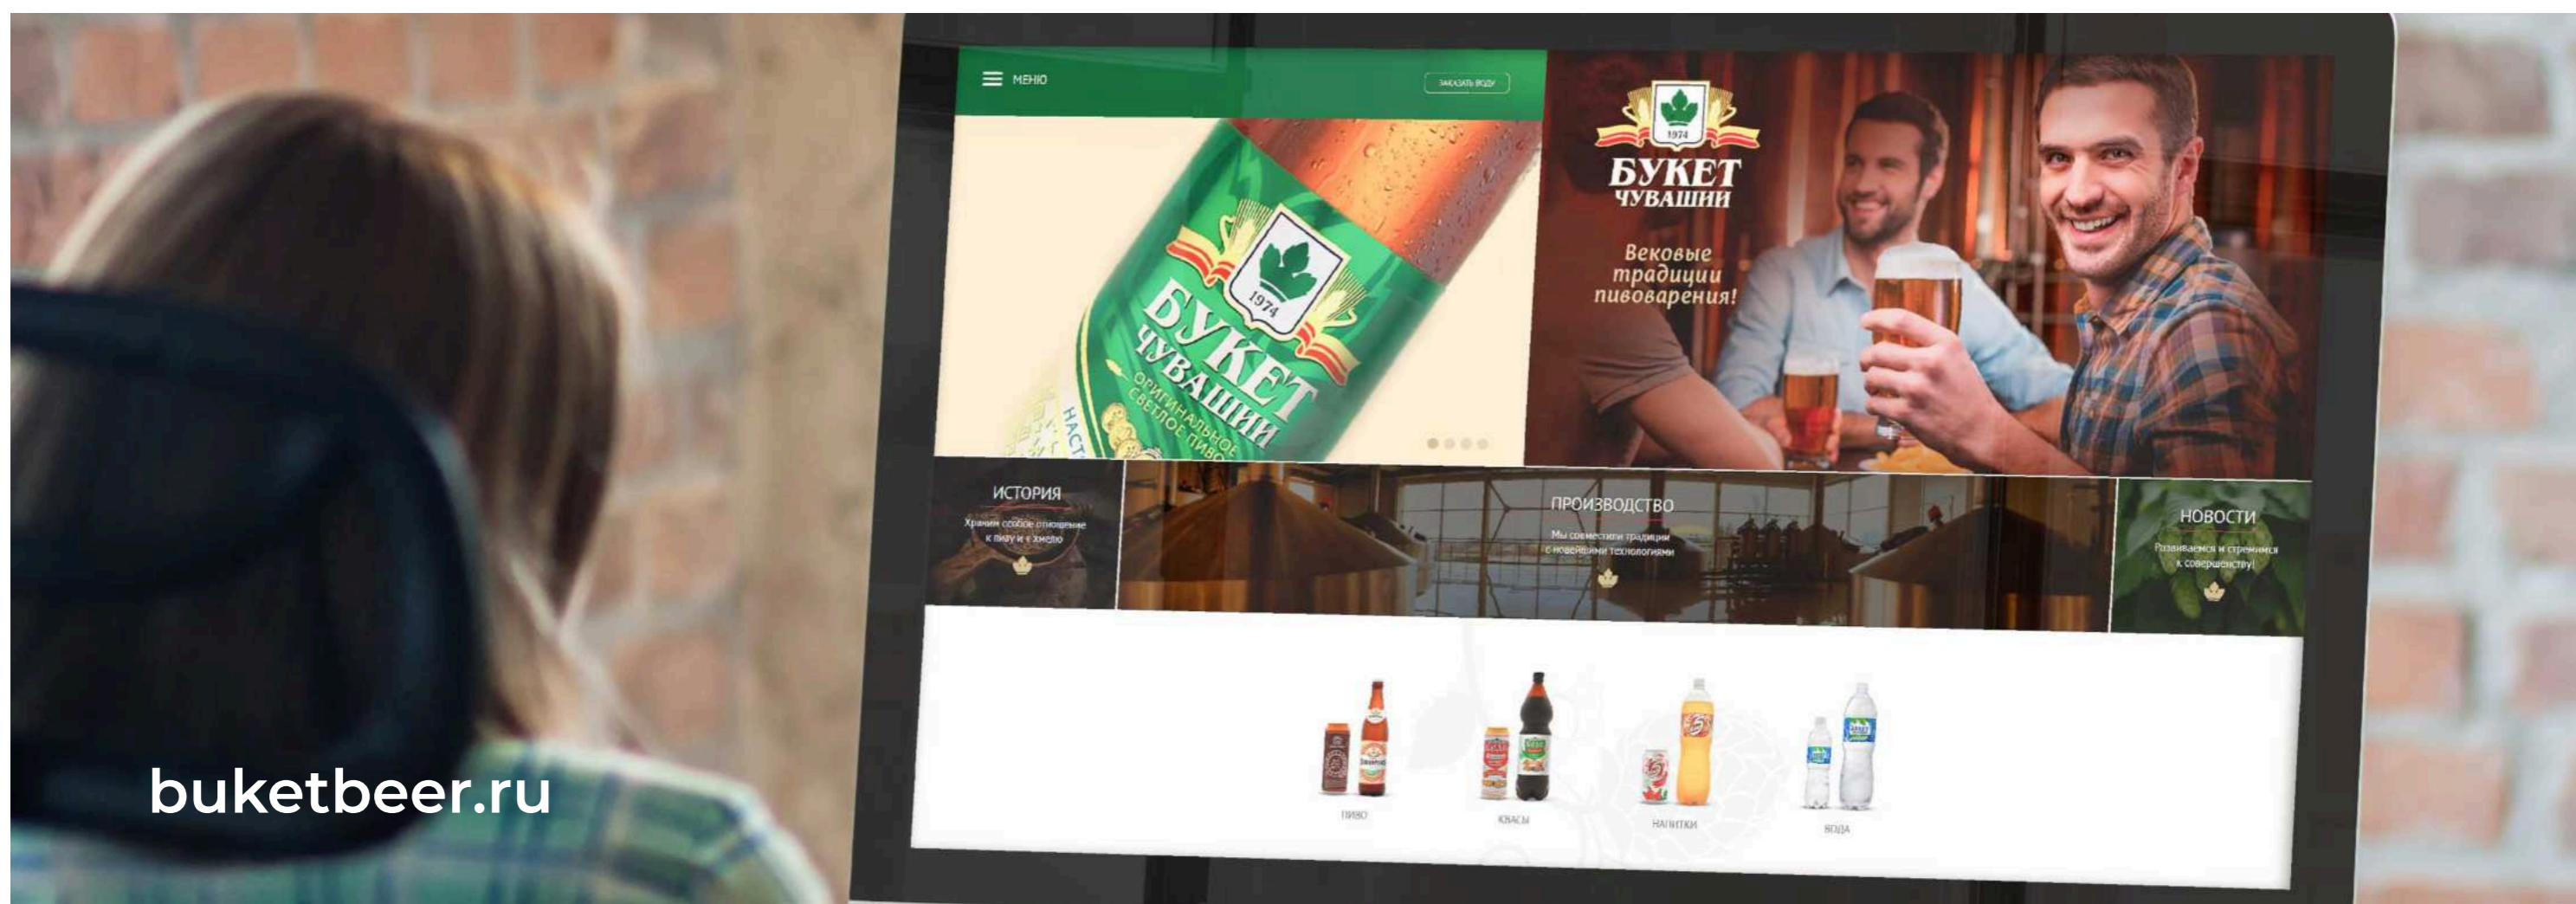 МЕНЮ
ЗАКАЗАТЬ ВОДУ
1974
БУКЕТ
ЧУВАШИИ
ОРИГИНАЛЬНОЕ
СВЕТЛОЕ ПИВО
НАСТ
1974
БУКЕТ
ЧУВАШИИ
Вековые
традиции
пивоварения!
ИСТОРИЯ
Храним особое отношение
к пиву и к хмелю
ПРОИЗВОДСТВО
Мы совместили традиции
с новейшими технологиями
НОВОСТИ
Развиваемся и стремимся
к совершенству!
ПИВО
КВАСЫ
НАПИТКИ
ВОДА
buketbeer.ru